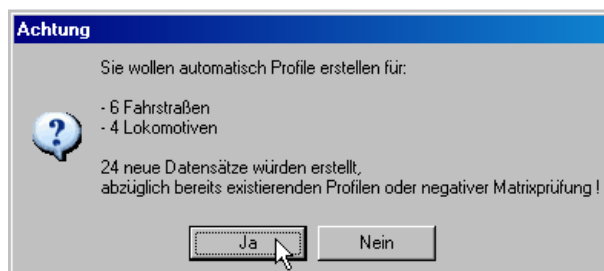 Achtung
Sie wollen automatisch Profile erstellen für:
- 6 Fahrstraßen
- 4 Lokomotiven
24 neue Datensätze würden erstellt,
abzüglich bereits existierenden Profilen oder negativer Matrixprüfung !
Ja Nein